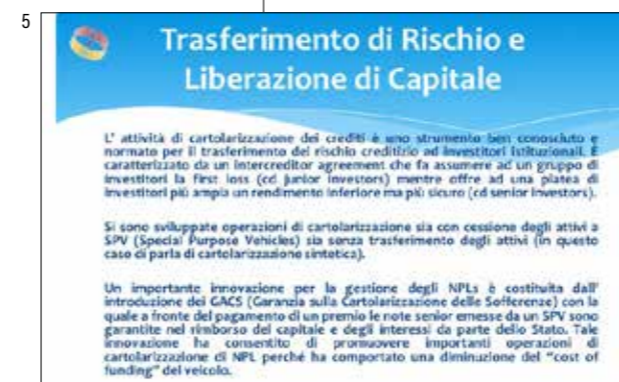 5
Trasferimento di Rischio e
Liberazione di Capitale
L' attività di cartolarizzazione dei crediti è uno strumento ben conosciuto e
normato per il trasferimento del rischio creditizio ad investitori istituzionali. È
caratterizzato da un intercreditor agreement che fa assumere ad un gruppo di
investitori la first loss (cd junior investors) mentre offre ad una platea di
investitori più ampia un rendimento inferiore ma più sicuro (cd senior investors).
Si sono sviluppate operazioni di cartolarizzazione sia con cessione degli attivi a
SPV (Special Purpose Vehicles) sia senza trasferimento degli attivi (in questo
caso di parla di cartolarizzazione sintetica).
Un importante innovazione per la gestione degli NPLs è costituita dall'
introduzione dei GACS (Garanzia sulla Cartolarizzazione delle Sofferenze) con la
quale a fronte del pagamento di un premio le note senior emesse da un SPV sono
garantite nel rimborso del capitale e degli interessi da parte dello Stato. Tale
innovazione ha consentito di promuovere importanti operazioni di
cartolarizzazione di NPL perché ha comportato una diminuzione del "cost of
funding" del veicolo.